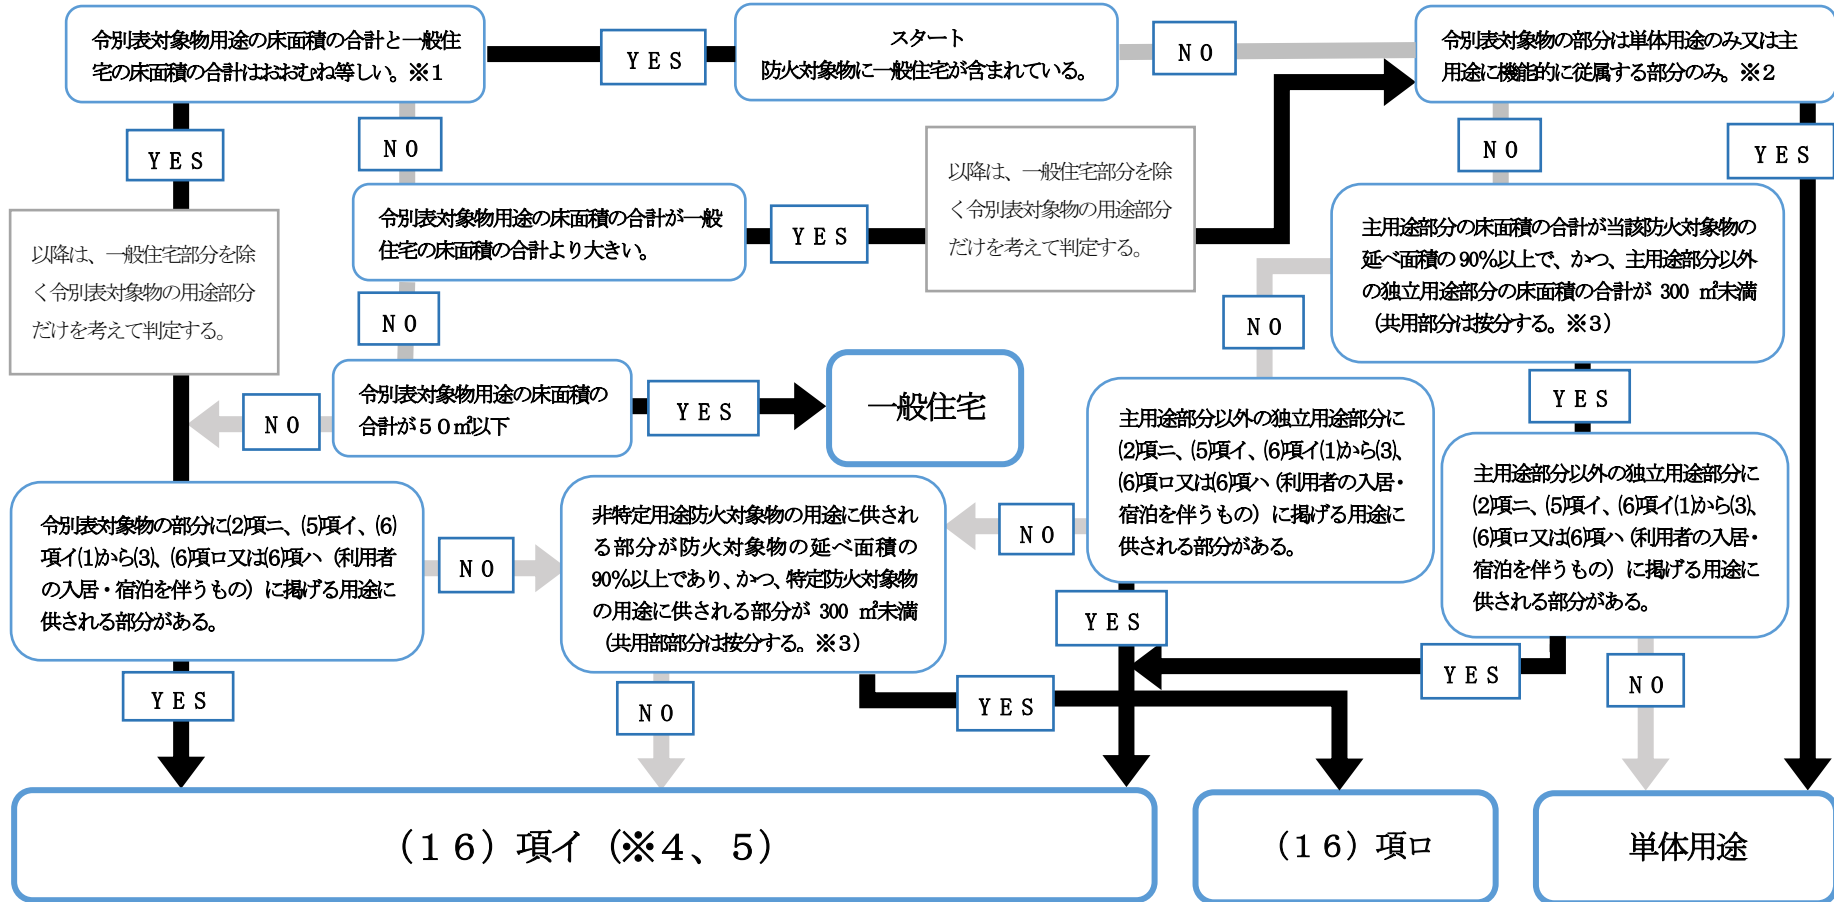 令別表対象物用途の床面積の合計と一般住
宅の床面積の合計はおおむね等しい。※1
YES
スタート
防火対象物に一般住宅が含まれている。
NO
令別表対象物の部分は単体用途のみ又は主
用途に機能的に従属する部分のみ。※2
YES
NO
NO
YES
以降は、一般住宅部分を除
く令別表対象物の用途部分
だけを考えて判定する。
令別表対象物用途の床面積の合計が一般
住宅の床面積の合計より大きい。
YES
以降は、一般住宅部分を除
く令別表対象物の用途部分
だけを考えて判定する。
主用途部分の床面積の合計が当該防火対象物の
延べ面積の90%以上で、かつ、主用途部分以外
の独立用途部分の床面積の合計が 300 ㎡未満
（共用部分は按分する。※3）
NO
NO
YES
令別表対象物用途の床面積の
合計が50㎡以下
NO
YES
一般住宅
主用途部分以外の独立用途部分に
(2)項ニ、(5)項イ、(6)項イ(1)から(3)、
(6)項ロ又は(6)項ハ（利用者の入居・
宿泊を伴うもの）に掲げる用途に
供される部分がある。
主用途部分以外の独立用途部分に
(2)項ニ、(5)項イ、(6)項イ(1)から(3)、
(6)項ロ又は(6)項ハ（利用者の入居・
宿泊を伴うもの）に掲げる用途に
供される部分がある。
令別表対象物の部分に(2)項ニ、(5)項イ、(6)
項イ(1)から(3)、(6)項ロ又は(6)項ハ（利用者
の入居・宿泊を伴うもの）に掲げる用途に
供される部分がある。
NO
非特定用途防火対象物の用途に供され
る部分が防火対象物の延べ面積の
90%以上であり、かつ、特定防火対象物
の用途に供される部分が 300 ㎡未満
（共用部部分は按分する。※3）
NO
YES
YES
NO
YES
NO
YES
（16）項イ（※4、5）
（16）項ロ
単体用途